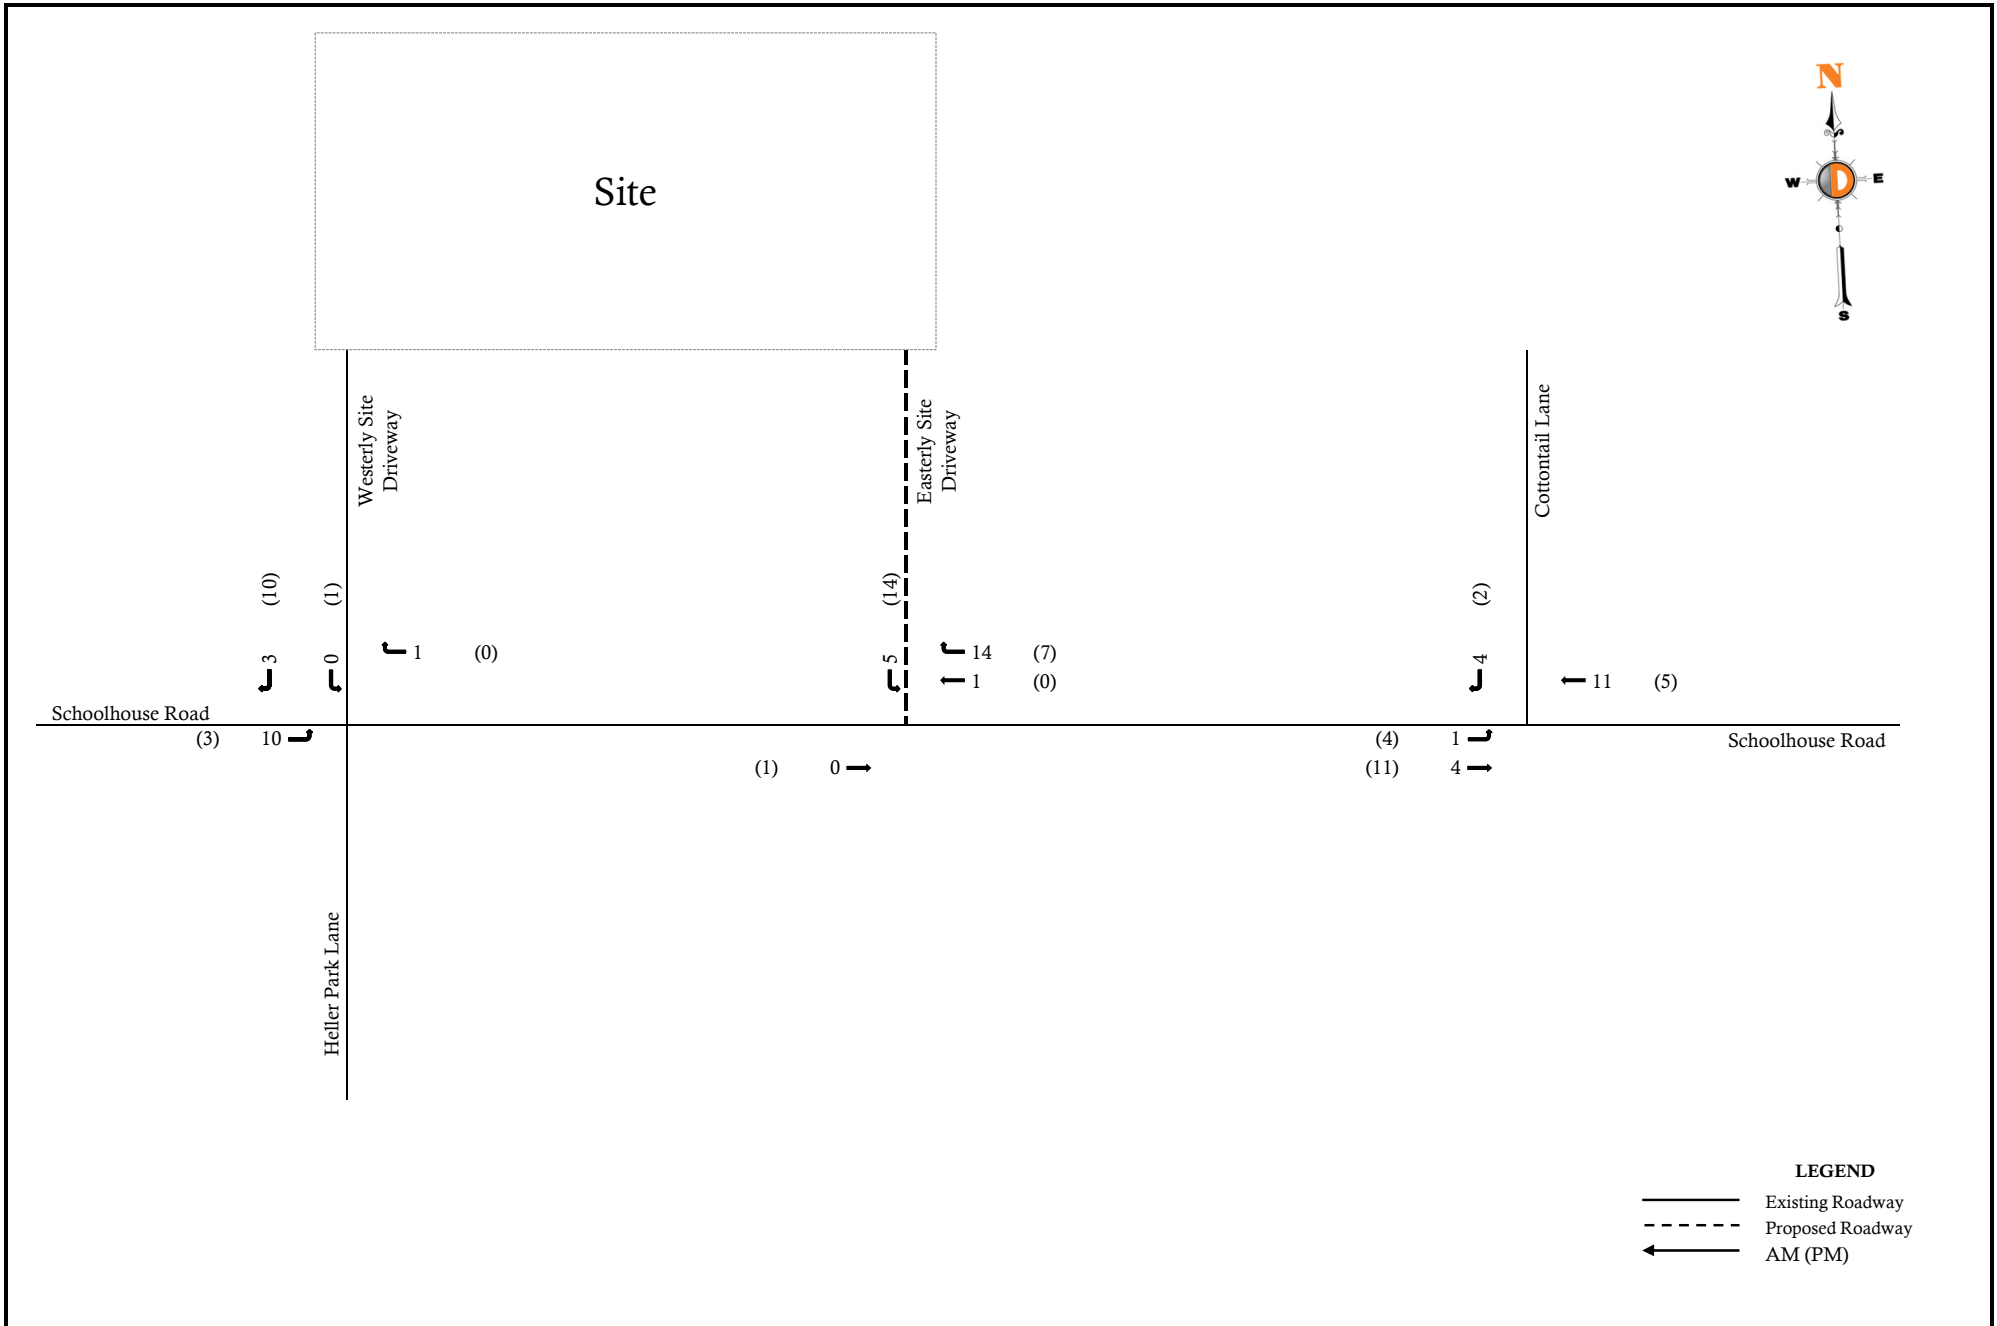 N
Site
W
D
E
S
Westerly Site
Driveway
Easterly Site
Driveway
Cottontail Lane
(10)
(1)
(14)
(2)
3
0
1 (0)
5
14 (7)
1 (0)
4
11 (5)
Schoolhouse Road
(3) 10
(4) 1
Schoolhouse Road
(1) 0
(11) 4
Heller Park Lane
LEGEND
Existing Roadway
Proposed Roadway
AM (PM)